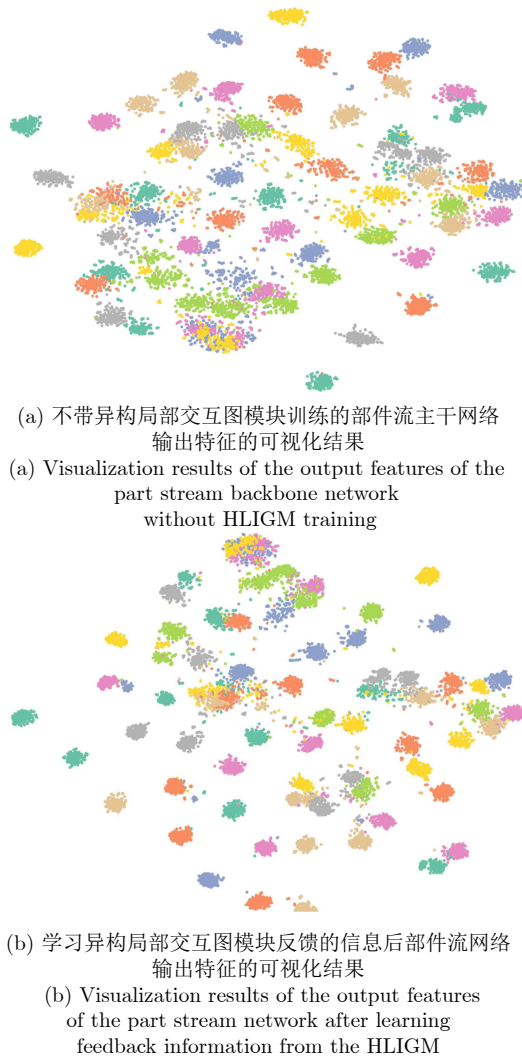 (a) 不带异构局部交互图模块训练的部件流主干网络
输出特征的可视化结果
(a) Visualization results of the output features of the
part stream backbone network
without HLIGM training
(b) 学习异构局部交互图模块反馈的信息后部件流网络
输出特征的可视化结果
(b) Visualization results of the output features
of the part stream network after learning
feedback information from the HLIGM